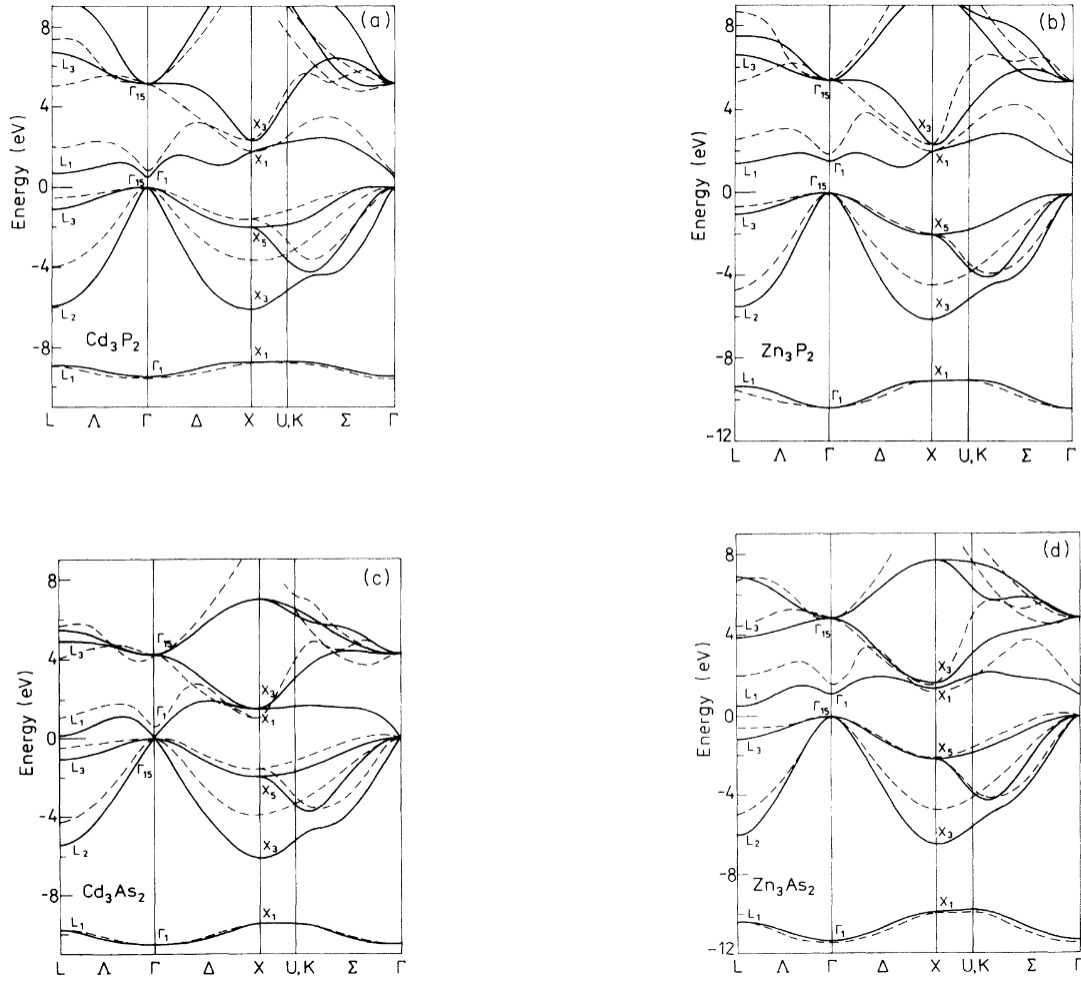 (a)
8
4
0
-4
-8
Energy (eV)
L₃
Γ₁₅
X₃
X₁
L₁
Γ₁₅
Γ₁
L₃
X₅
X₃
L₂
Cd₃P₂
X₁
L₁
Γ₁
L Λ Γ Δ X U,K Σ Γ
(b)
8
4
0
-4
-8
-12
Energy (eV)
L₃
Γ₁₅
X₃
X₁
L₁
Γ₁
Γ₁₅
L₃
X₅
X₃
L₂
Zn₃P₂
X₁
L₁
Γ₁
L Λ Γ Δ X U,K Σ Γ
(c)
8
4
0
-4
-8
Energy (eV)
Γ₁₅
L₃
X₃
X₁
L₁
Γ₁
L₃
Γ₁₅
X₅
L₂
X₃
Cd₃As₂
X₁
L₁
Γ₁
L Λ Γ Δ X U,K Σ Γ
(d)
8
4
0
-4
-8
-12
Energy (eV)
L₃
Γ₁₅
X₃
X₁
L₁
Γ₁
Γ₁₅
L₃
X₅
L₂
X₃
Zn₃As₂
X₁
L₁
Γ₁
L Λ Γ Δ X U,K Σ Γ